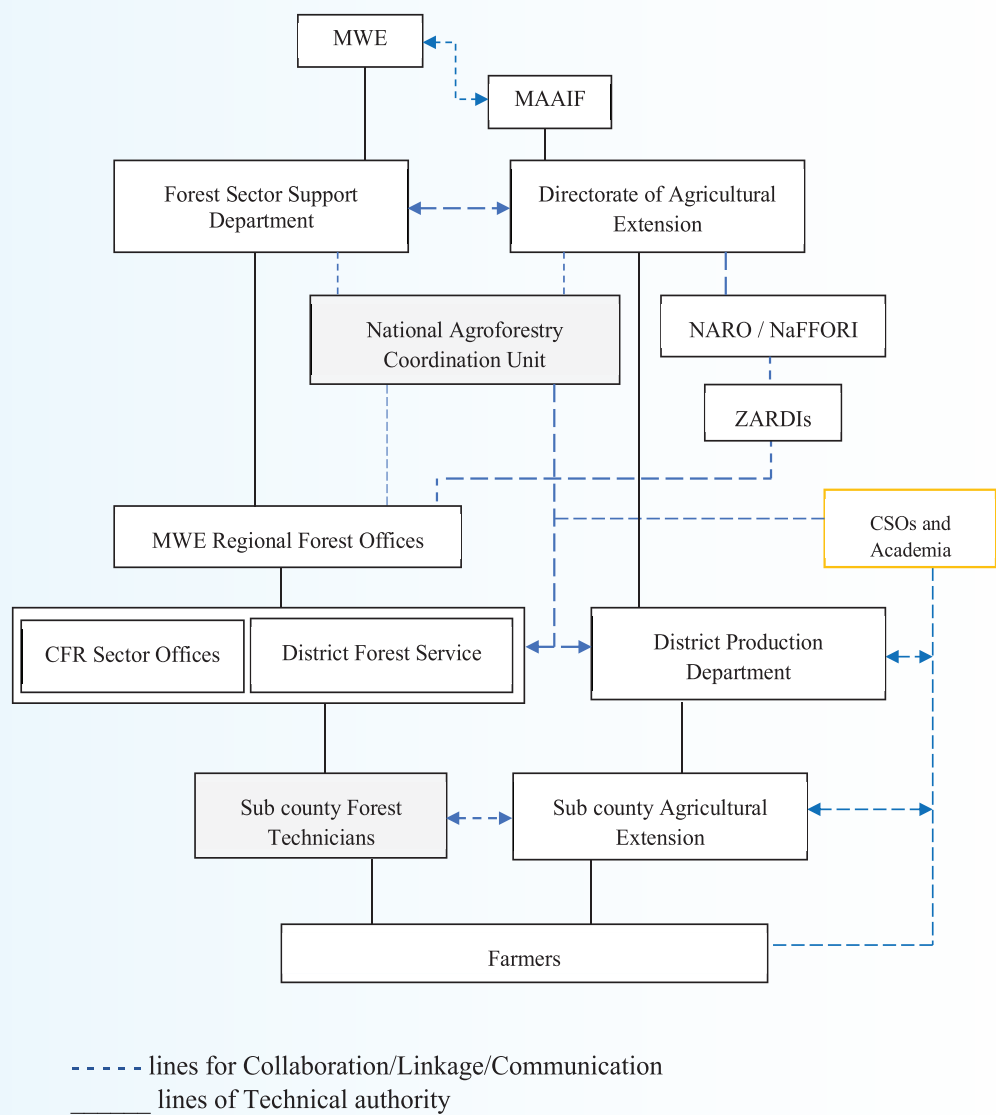 MWE
MAAIF
Forest Sector Support
Department
Directorate of Agricultural
Extension
National Agroforestry
Coordination Unit
NARO / NaFFORI
ZARDIs
CSOs and
Academia
MWE Regional Forest Offices
CFR Sector Offices
District Forest Service
District Production
Department
Sub county Forest
Technicians
Sub county Agricultural
Extension
Farmers
lines for Collaboration/Linkage/Communication
lines of Technical authority